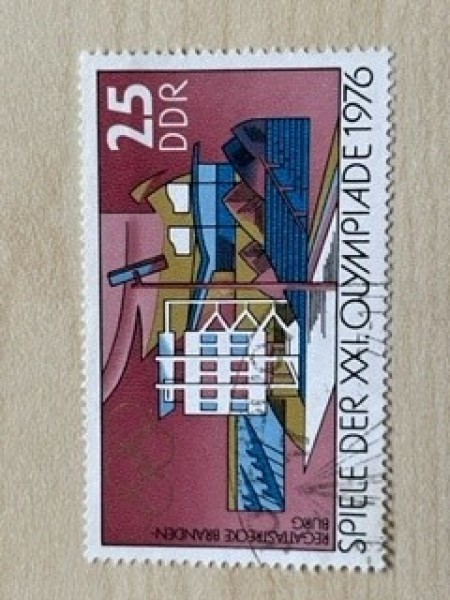 25
DDR
REGATTASTRECKE BRANDEN-
BURG
SPIELE DER XXI. OLYMPIADE 1976